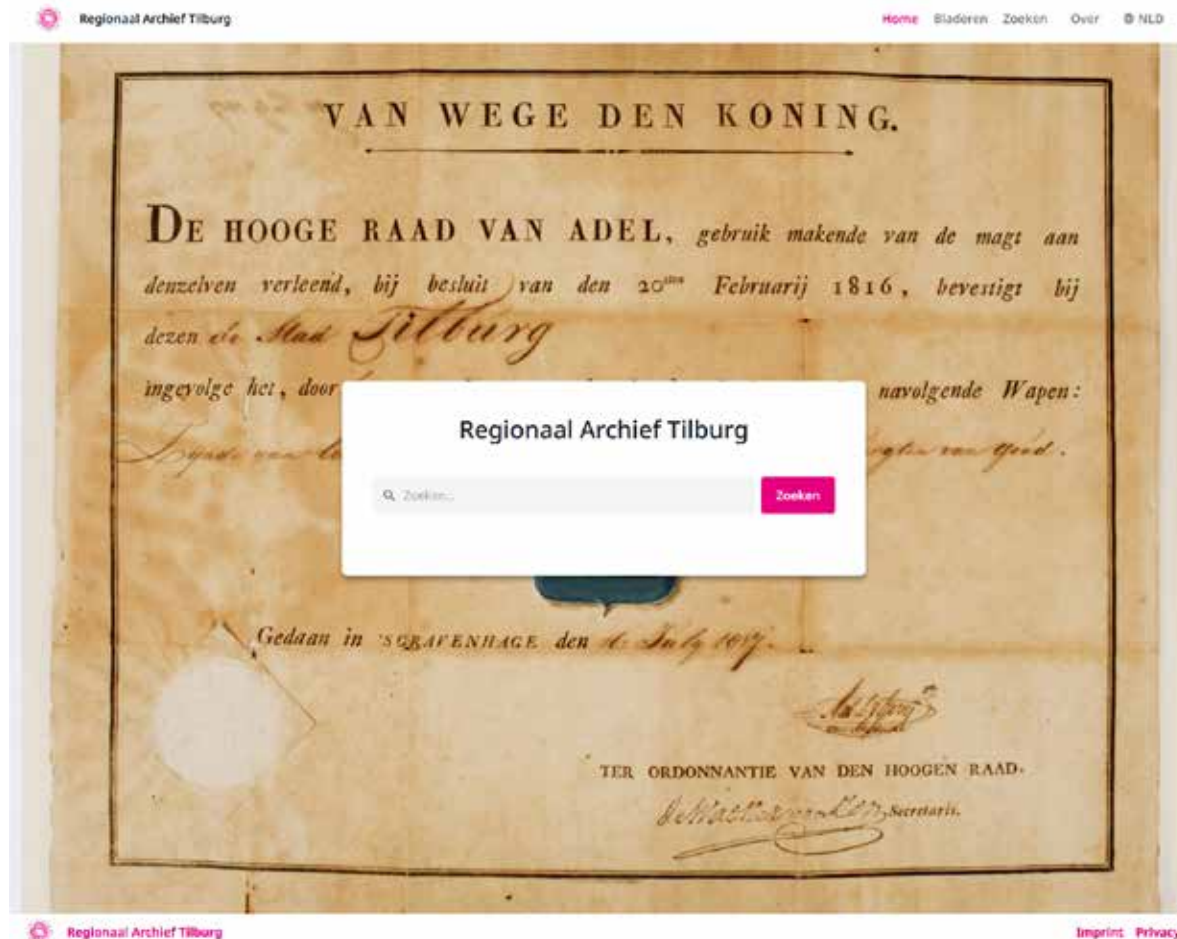 Regionaal Archief Tilburg
Home Bladeren Zoeken Over NLD
VAN WEGE DEN KONING.
DE HOOGE RAAD VAN ADEL, gebruik makende van de magt aan
denzelven verleend, bij besluit van den 20sten Februarij 1816, bevestigt bij
dezen de Stad Tilburg
ingevolge het, door navolgende Wapen:
van Goud.
Regionaal Archief Tilburg
Zoeken...
Zoeken
Gedaan in 'SGRAVENHAGE den July
TER ORDONNANTIE VAN DEN HOOGEN RAAD.
Secretaris.
Regionaal Archief Tilburg
Imprint Privacy